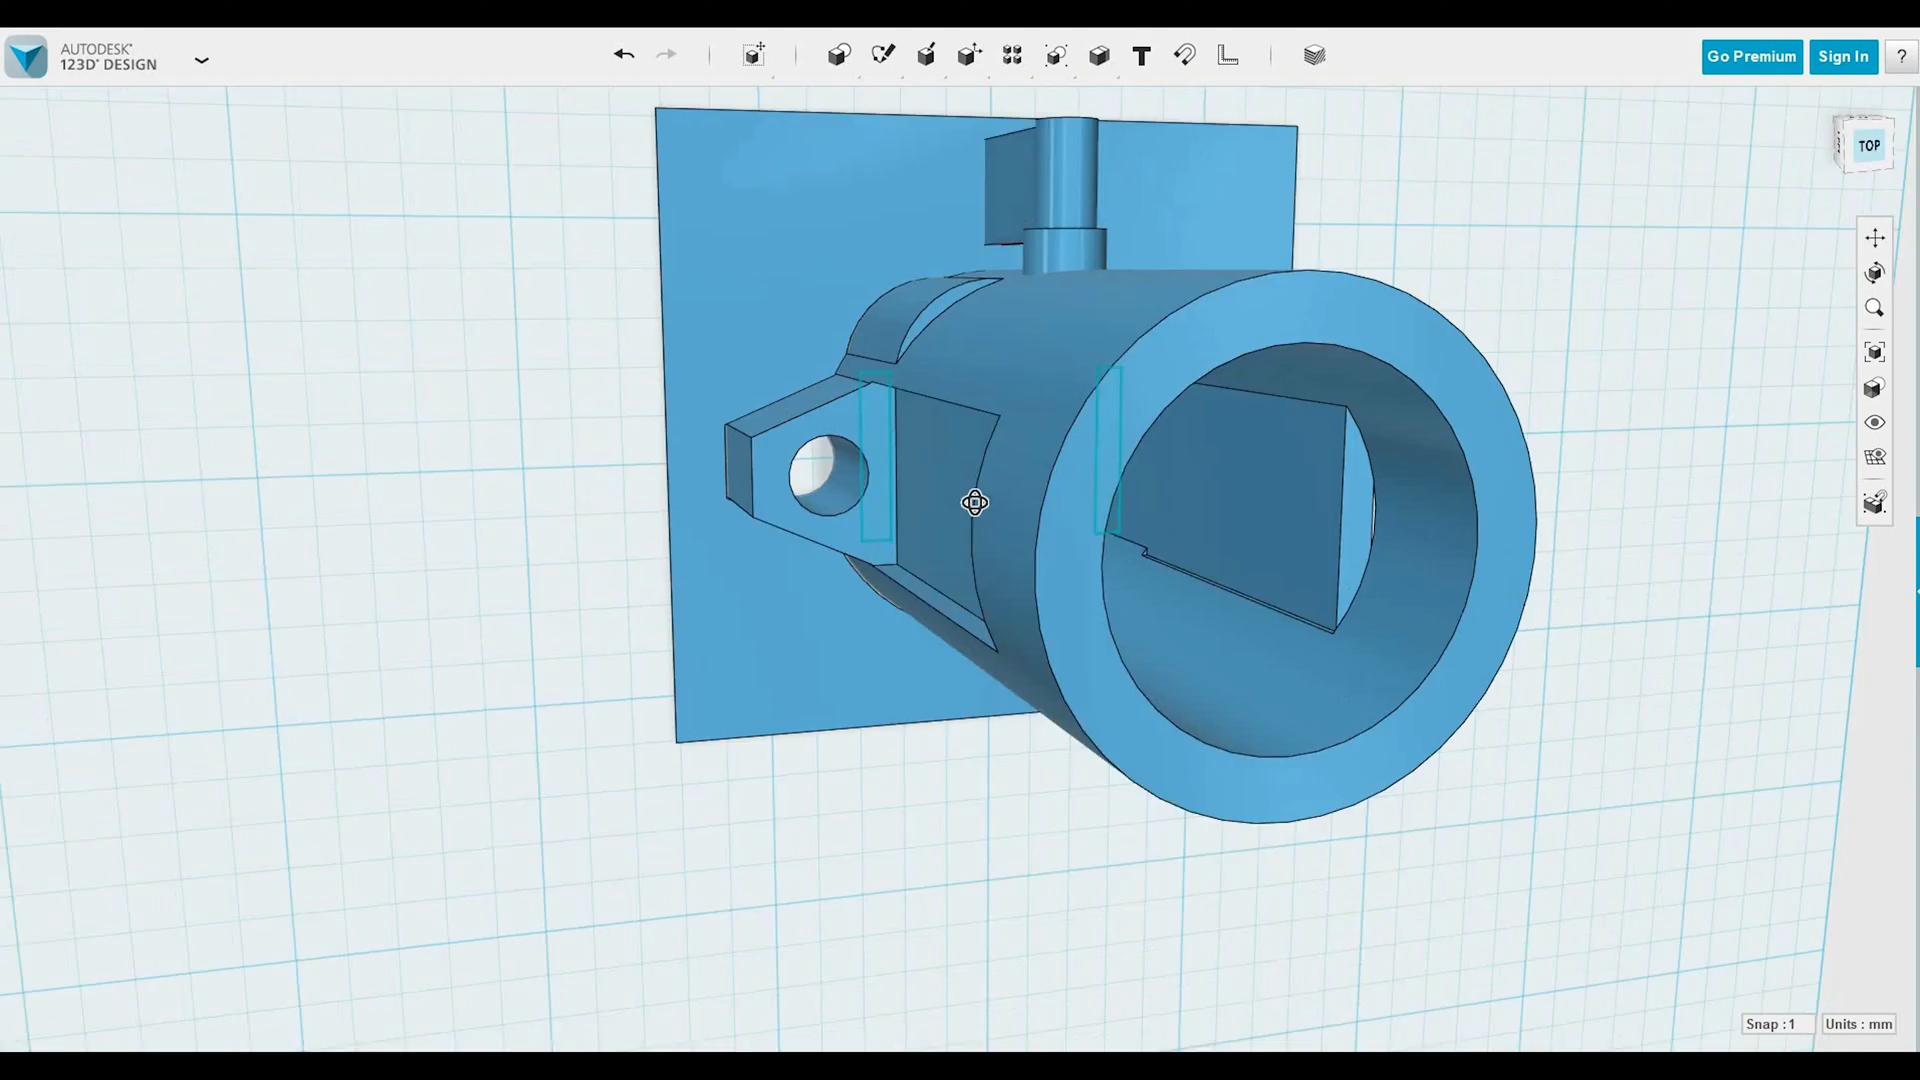 AUTODESK®
123D® DESIGN
T
Go Premium
Sign In
?
TOP
Snap : 1
Units : mm